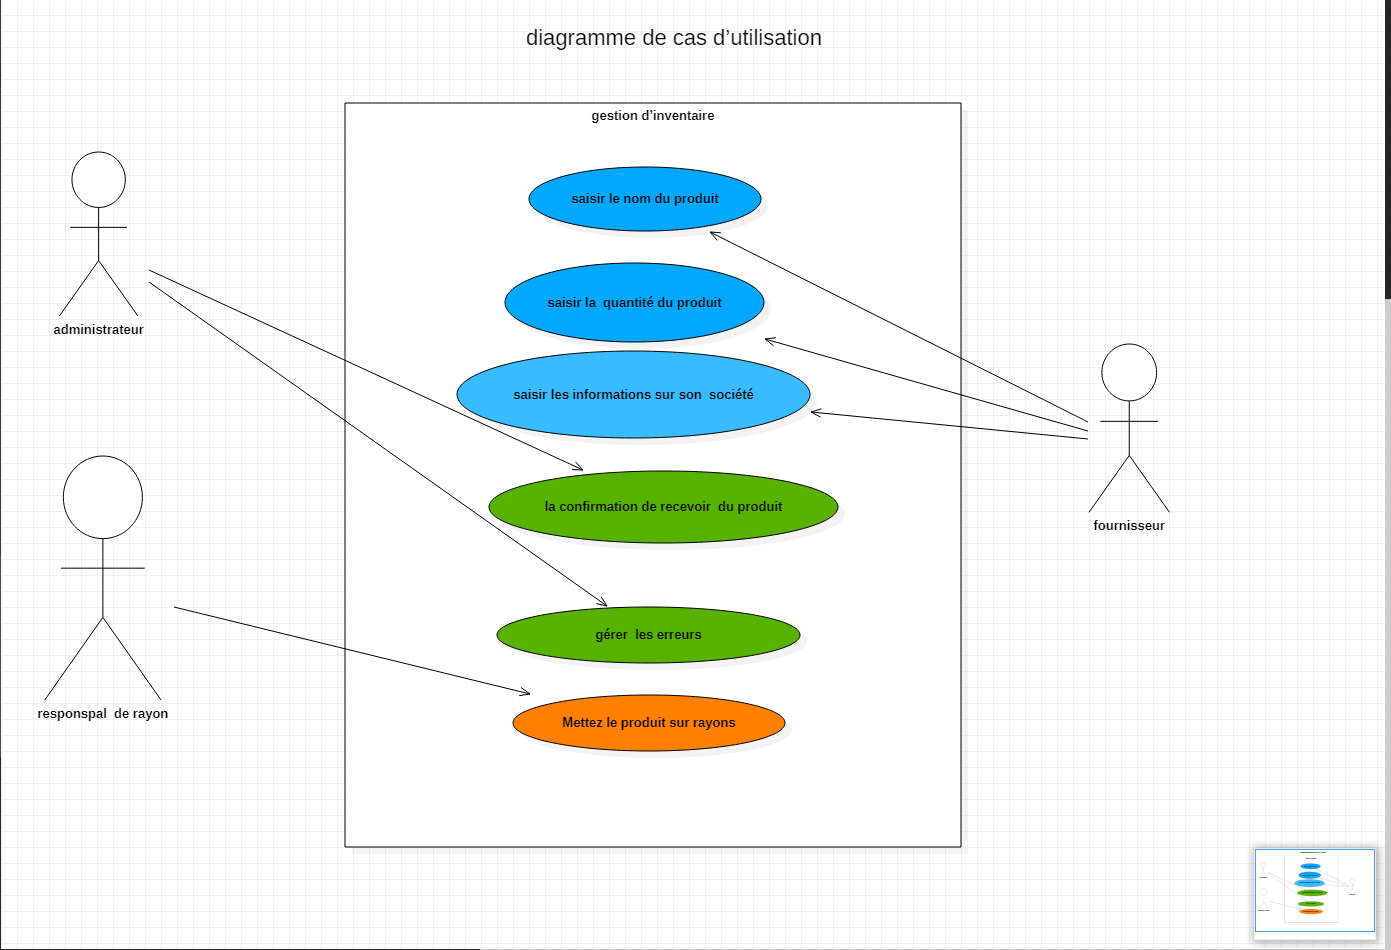 diagramme de cas d’utilisation
gestion d’inventaire
saisir le nom du produit
saisir la  quantité du produit
saisir les informations sur son  société
administrateur
la confirmation de recevoir  du produit
fournisseur
gérer  les erreurs
responspal  de rayon
Mettez le produit sur rayons